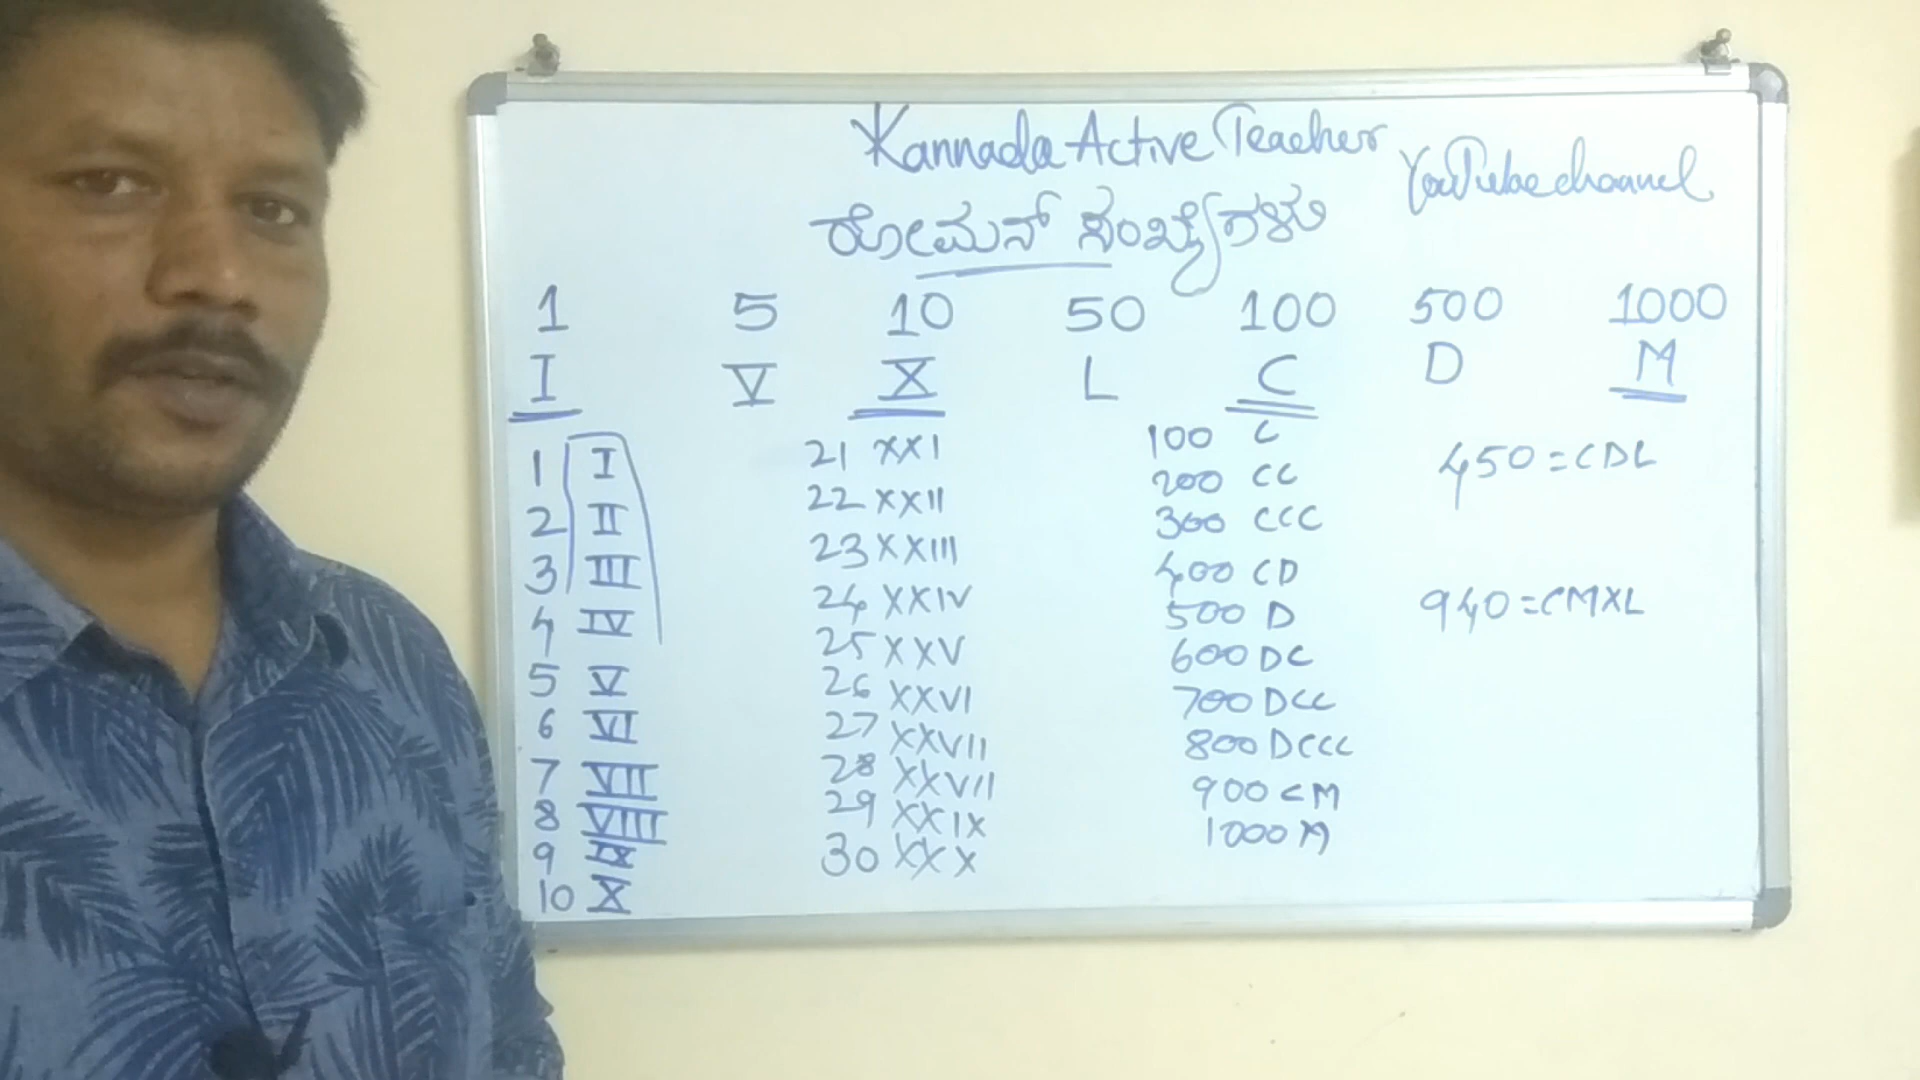 Kannada Active Teacher YouTube channel
ರೋಮನ್ ಸಂಖ್ಯೆಗಳು
1 5 10 50 100 500 1000
I V X L C D M
1 I
2 II
3 III
4 IV
5 V
6 VI
7 VII
8 VIII
9 IX
10 X
21 XXI
22 XXII
23 XXIII
24 XXIV
25 XXV
26 XXVI
27 XXVII
28 XXVII
29 XXIX
30 XXX
100 C
200 CC
300 CCC
400 CD
500 D
600 DC
700 DCC
800 DCCC
900 CM
1000 M
450=CDL
940=CMXL